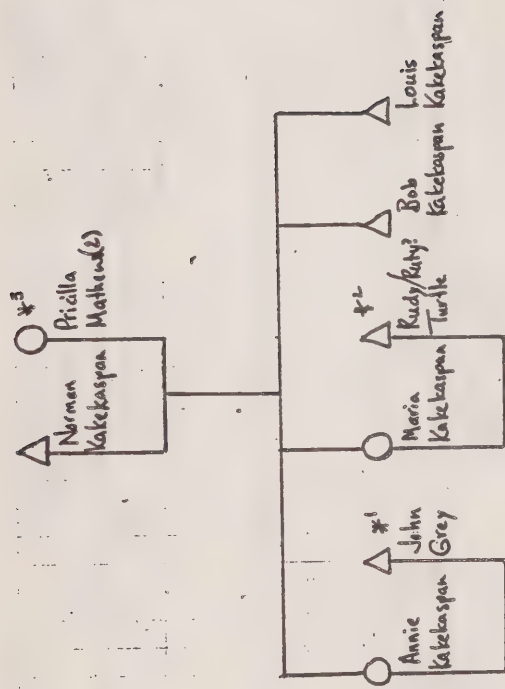 *3
Norman
Kakekaspan
Pricilla
Mathew(2)
Annie
Kakekaspan
*1
John
Grey
Maria
Kakekaspan
*2
Rudy/Ruby?
Turtle
Bob
Kakekaspan
Louis
Kakekaspan